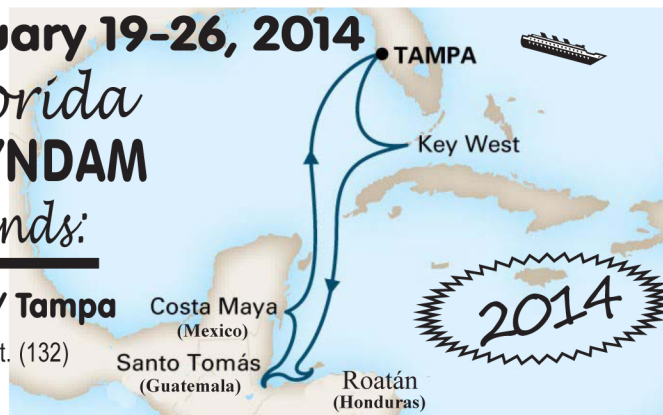 uary 19-26, 2014
TAMPA
orida
YNDAM
Key West
nds:
/ Tampa
Costa Maya
(Mexico)
2014
t. (132)
Santo Tomás
(Guatemala)
Roatán
(Honduras)